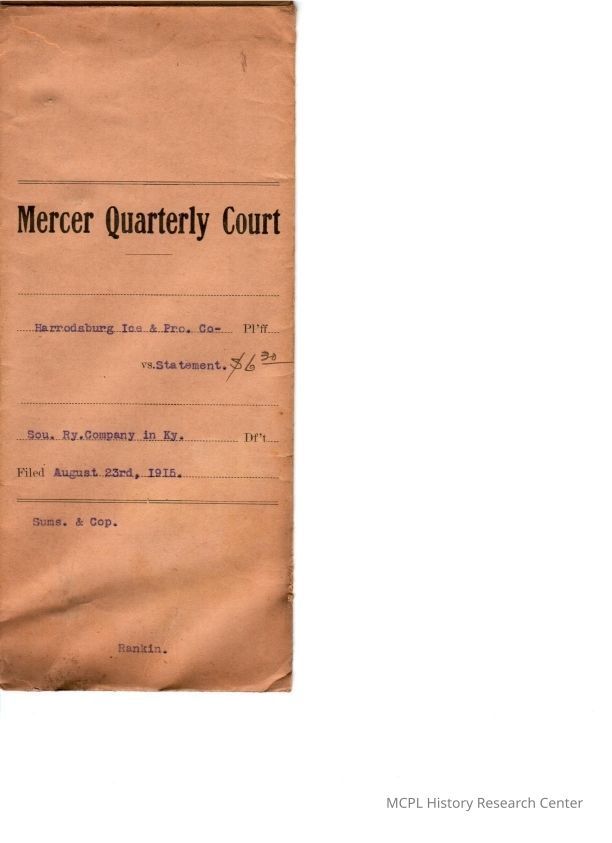 Mercer Quarterly Court
Harrodsburg Ice & Pro. Co- Pl'ff
vs. Statement. $6 30
Sou. Ry. Company in Ky. Df't
Filed August 23rd, 1915.
Sums. & Cop.
Rankin.
MCPL History Research Center